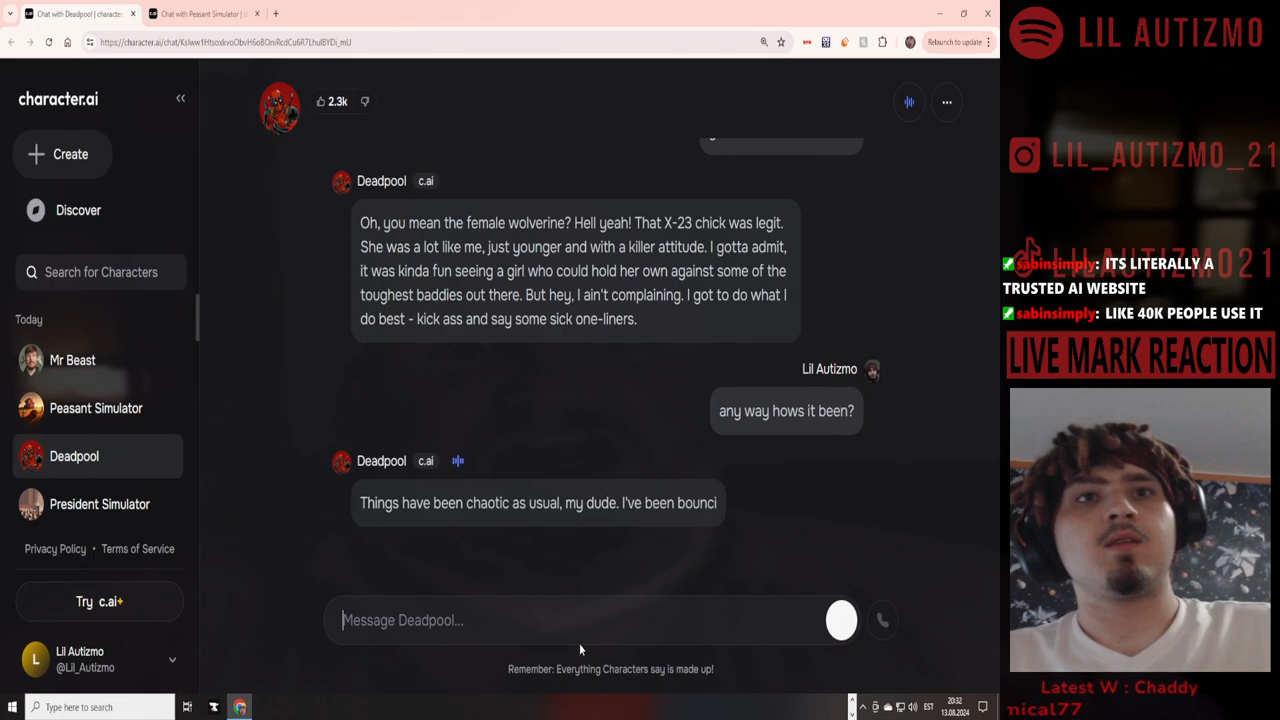 Chat with Deadpool | character
Chat with Peasant Simulator | c
https://character.ai/chat/
Relaunch to update
character.ai
Create
Discover
Search for Characters
Today
Mr Beast
Peasant Simulator
Deadpool
President Simulator
Privacy Policy • Terms of Service
Try c.ai+
L
Lil Autizmo
@Lil_Autizmo
2.3k
Deadpool c.ai
Oh, you mean the female wolverine? Hell yeah! That X-23 chick was legit.
She was a lot like me, just younger and with a killer attitude. I gotta admit,
it was kinda fun seeing a girl who could hold her own against some of the
toughest baddies out there. But hey, I ain't complaining. I got to do what I
do best - kick ass and say some sick one-liners.
Lil Autizmo
any way hows it been?
Deadpool c.ai
Things have been chaotic as usual, my dude. I've been bounci
Message Deadpool...
Remember: Everything Characters say is made up!
Type here to search
EST
20:32
13.08.2024
LIL AUTIZMO
LIL_AUTIZMO_21
LILAUTIZMO21
sabinsimply: ITS LITERALLY A
TRUSTED AI WEBSITE
sabinsimply: LIKE 40K PEOPLE USE IT
LIVE MARK REACTION
Latest W : Chaddy
mical77